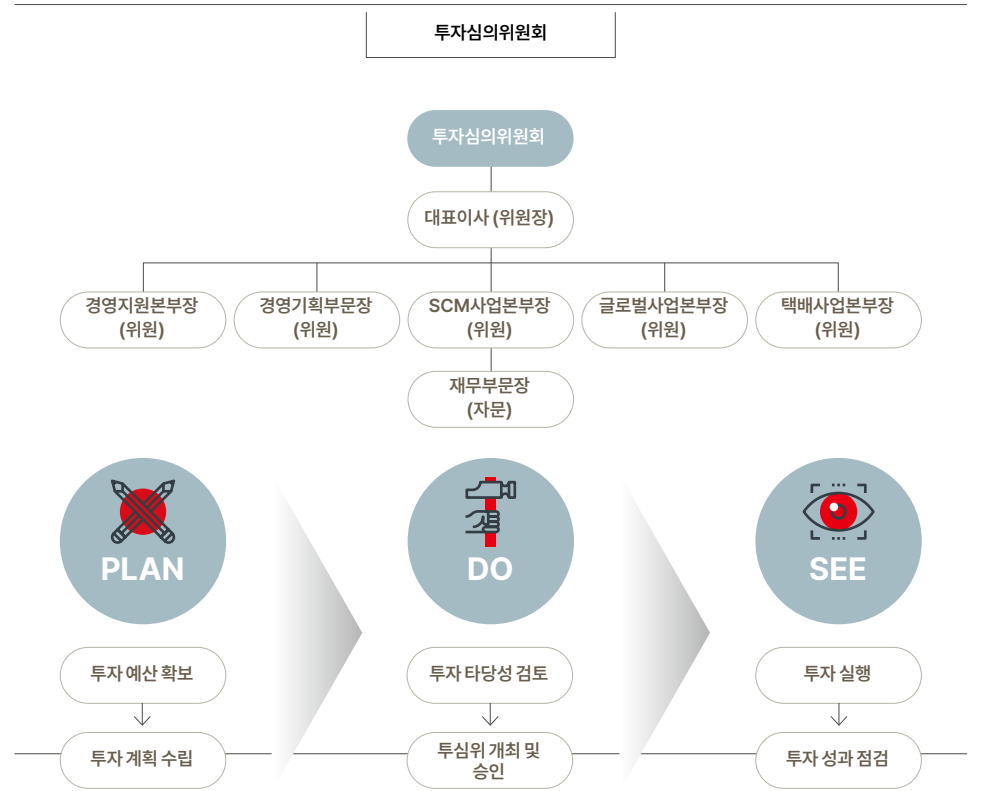 투자심의위원회
투자심의위원회
대표이사 (위원장)
경영지원본부장
(위원)
경영기획부문장
(위원)
SCM사업본부장
(위원)
글로벌사업본부장
(위원)
택배사업본부장
(위원)
재무부문장
(자문)
PLAN
DO
SEE
투자 예산 확보
투자 타당성 검토
투자 실행
투자 계획 수립
투심위 개최 및
승인
투자 성과 점검